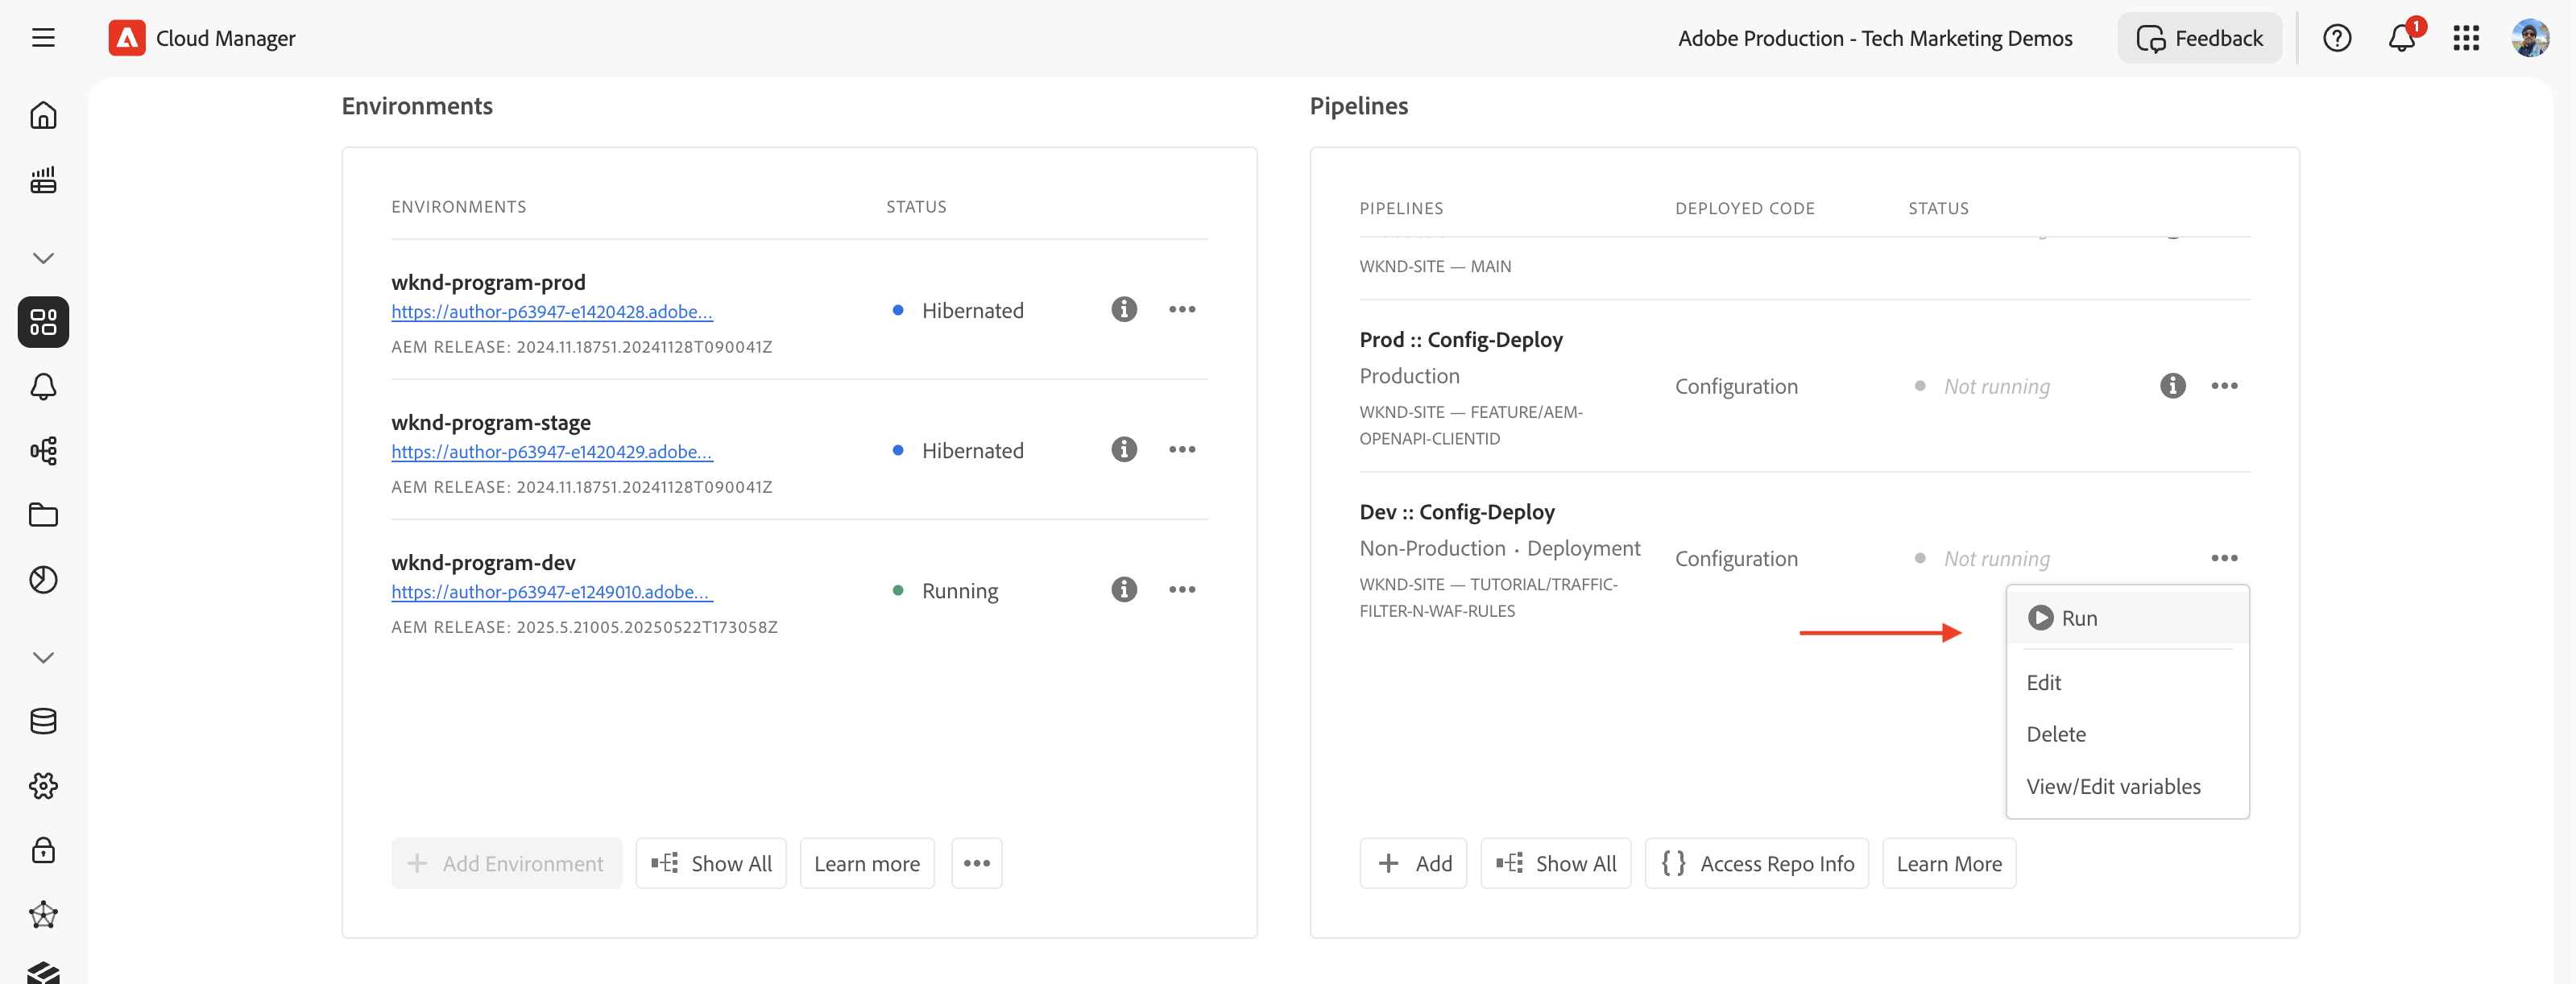 Cloud Manager
Adobe Production - Tech Marketing Demos
Feedback
1
Environments
ENVIRONMENTS STATUS
wknd-program-prod
https://author-p63947-e1420428.adobe...
Hibernated
AEM RELEASE: 2024.11.18751.20241128T090041Z
wknd-program-stage
https://author-p63947-e1420429.adobe...
Hibernated
AEM RELEASE: 2024.11.18751.20241128T090041Z
wknd-program-dev
https://author-p63947-e1249010.adobe...
Running
AEM RELEASE: 2025.5.21005.20250522T173058Z
Add Environment
Show All
Learn more
Pipelines
PIPELINES DEPLOYED CODE STATUS
WKND-SITE — MAIN
Prod :: Config-Deploy
Production
Configuration
Not running
WKND-SITE — FEATURE/AEM-
OPENAPI-CLIENTID
Dev :: Config-Deploy
Non-Production · Deployment
Configuration
Not running
WKND-SITE — TUTORIAL/TRAFFIC-
FILTER-N-WAF-RULES
Run
Edit
Delete
View/Edit variables
Add
Show All
Access Repo Info
Learn More